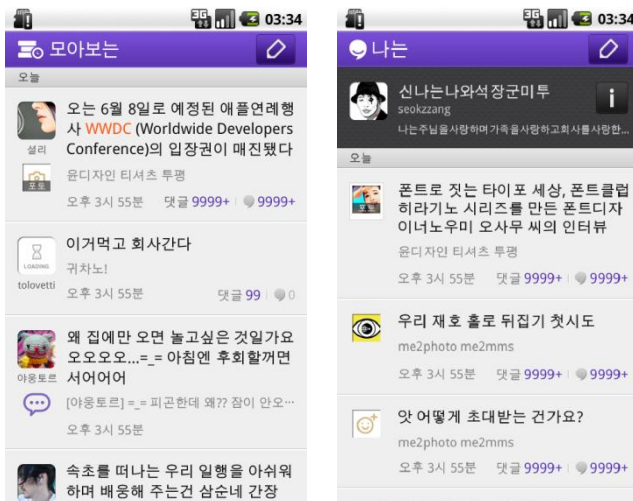 3G 03:34
모아보는
오늘
오는 6월 8일로 예정된 애플연례행
사 WWDC (Worldwide Developers
Conference)의 입장권이 매진됐다
셜리
포토
윤디자인 티셔츠 투평
오후 3시 55분 댓글 9999+ 9999+
이거먹고 회사간다
LOADING
귀차노!
tolovetti
오후 3시 55분 댓글 99 0
왜 집에만 오면 놀고싶은 것일가요
오오오오...=_= 아침엔 후회할꺼면
서어어어
야웅토르
[야웅토르] =_= 피곤한데 왜?? 잠이 안오…
오후 3시 55분
속초를 떠나는 우리 일행을 아쉬워
하며 배웅해 주는건 삼순네 간장
3G 03:34
나는
신나는나와석장군미투
seokzzang
나는주님을사랑하며가족을사랑하고회사를사랑한...
오늘
폰트로 짓는 타이포 세상, 폰트클럽
히라기노 시리즈를 만든 폰트디자
이너노우미 오사무 씨의 인터뷰
포토
윤디자인 티셔츠 투평
오후 3시 55분 댓글 9999+ 9999+
우리 재호 홀로 뒤집기 첫시도
me2photo me2mms
오후 3시 55분 댓글 9999+ 9999+
앗 어떻게 초대받는 건가요?
me2photo me2mms
오후 3시 55분 댓글 9999+ 9999+